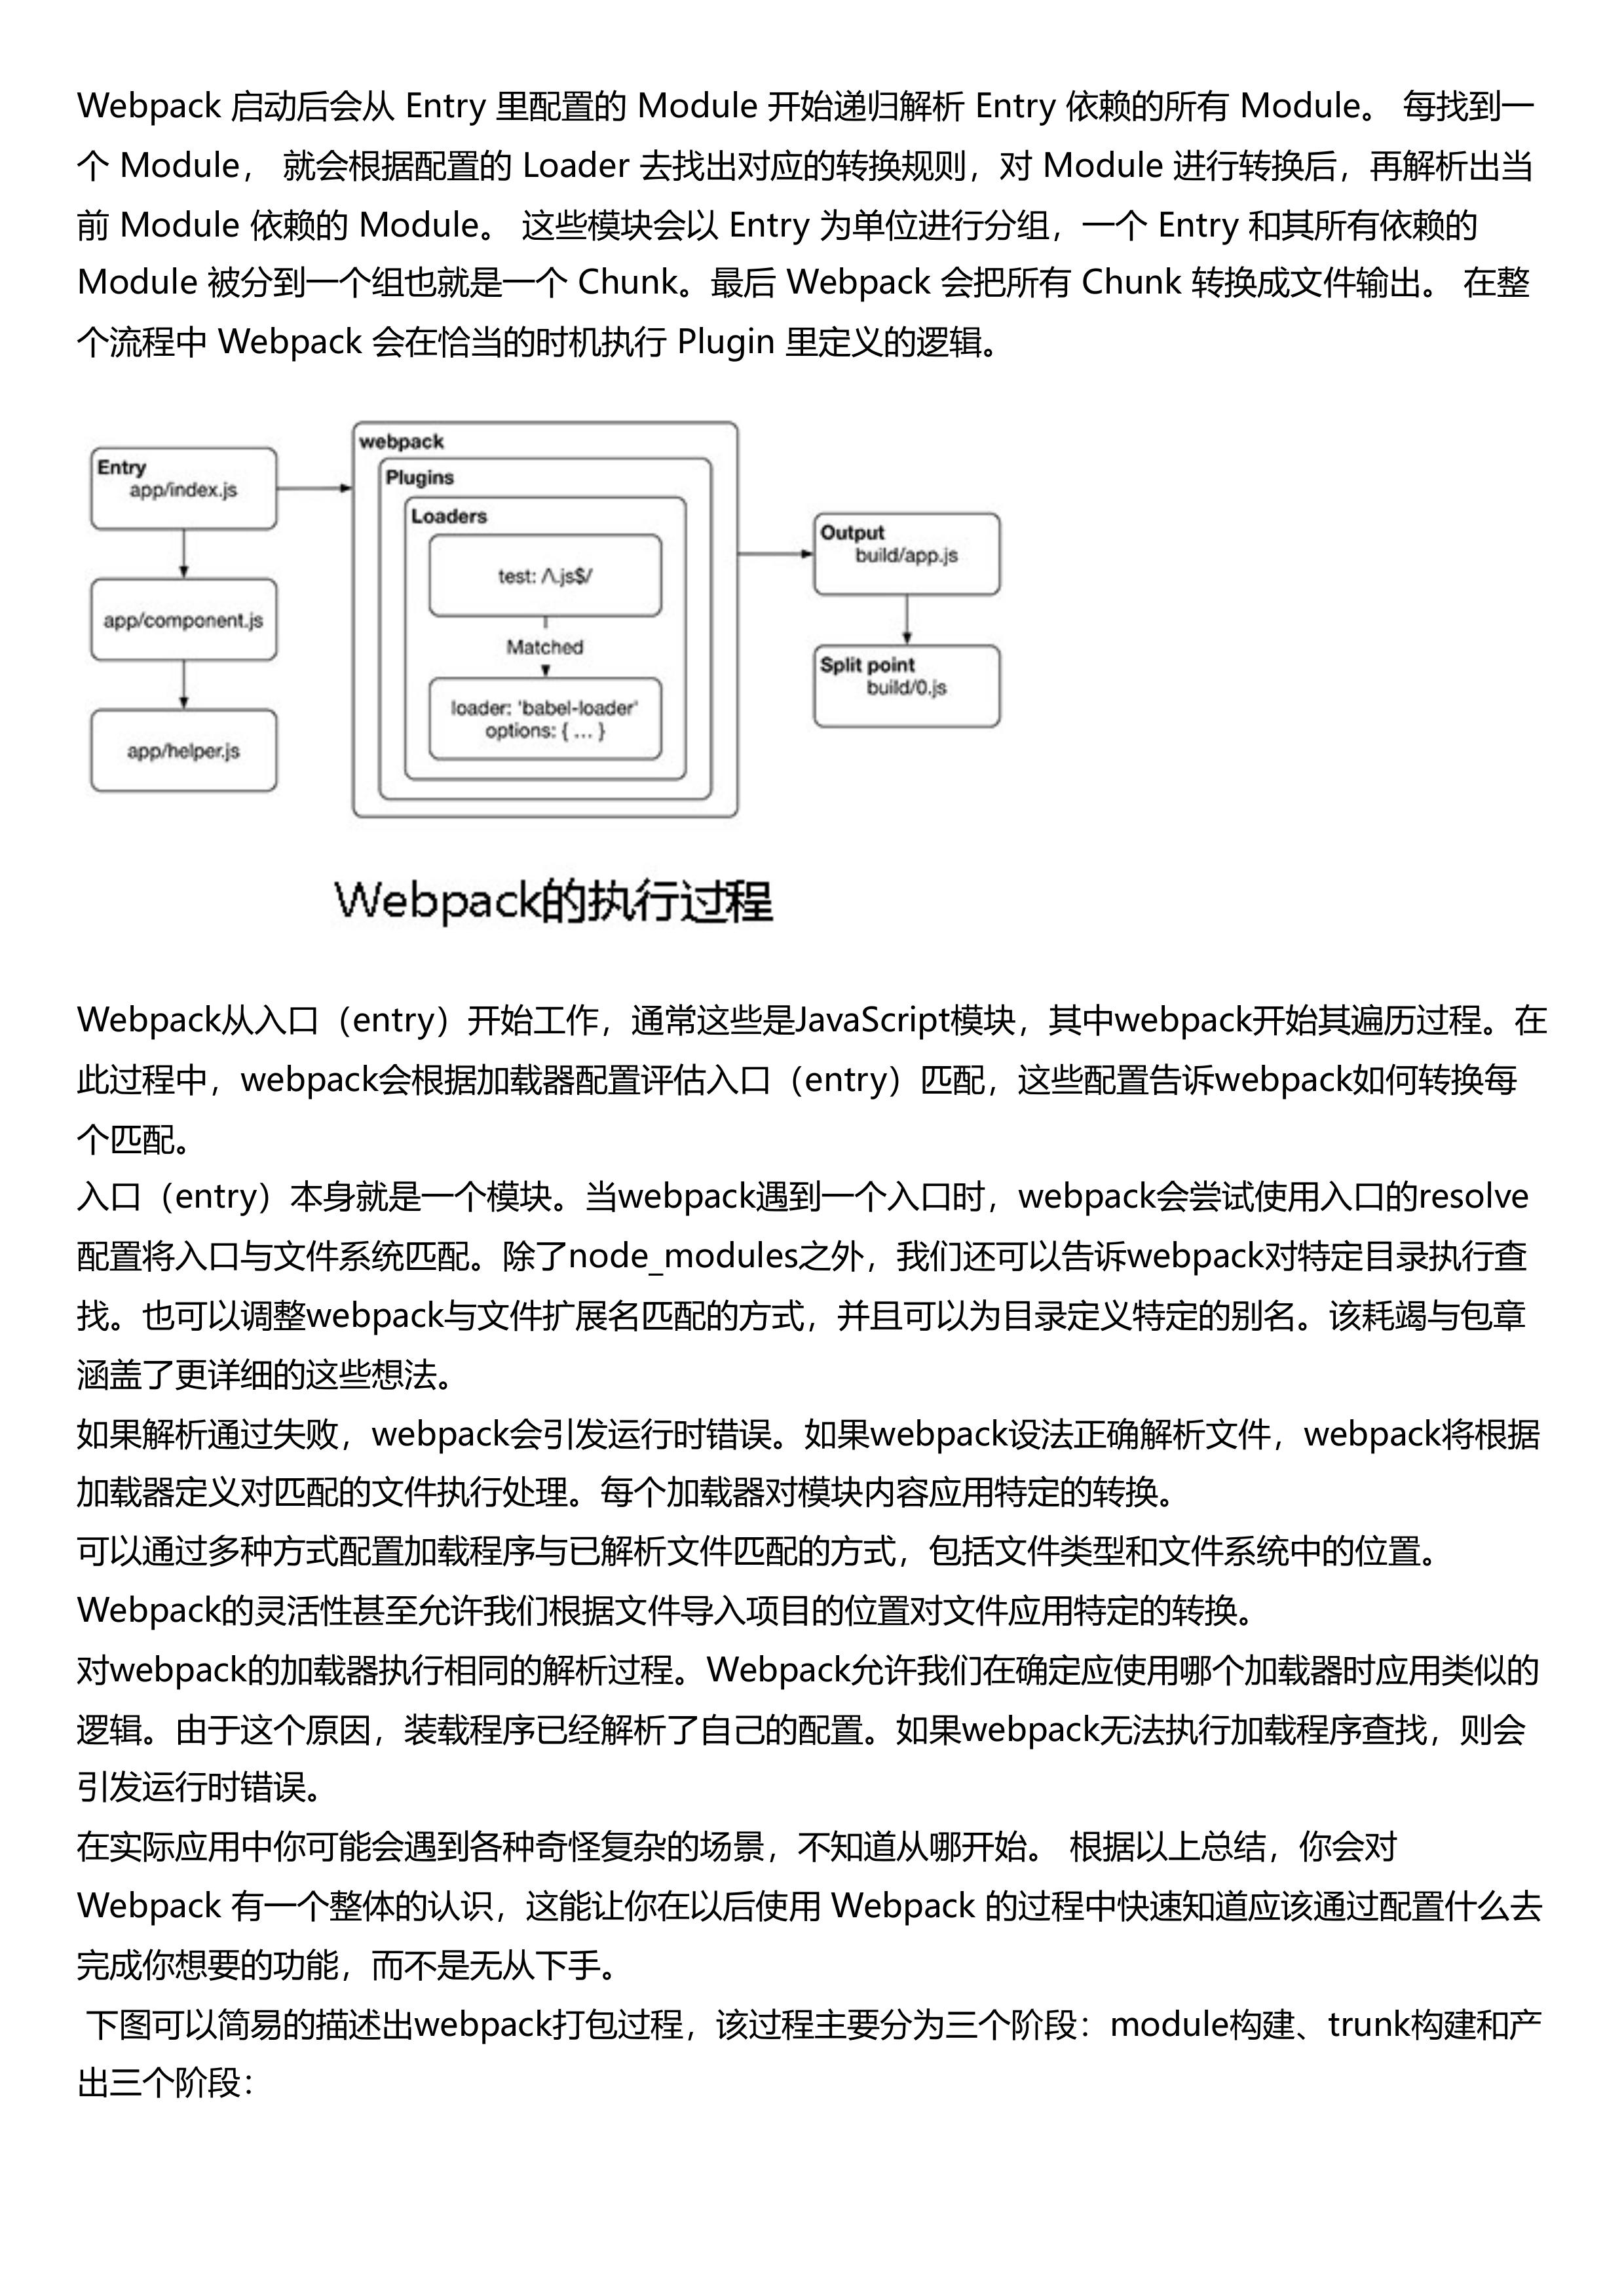 Webpack 启动后会从 Entry 里配置的 Module 开始递归解析 Entry 依赖的所有 Module。 每找到一
个 Module， 就会根据配置的 Loader 去找出对应的转换规则，对 Module 进行转换后，再解析出当
前 Module 依赖的 Module。 这些模块会以 Entry 为单位进行分组，一个 Entry 和其所有依赖的
Module 被分到一个组也就是一个 Chunk。最后 Webpack 会把所有 Chunk 转换成文件输出。 在整
个流程中 Webpack 会在恰当的时机执行 Plugin 里定义的逻辑。
Entry
app/index.js
app/component.js
app/helper.js
webpack
Plugins
Loaders
test: /\.js$/
Matched
loader: 'babel-loader'
options: { ... }
Output
build/app.js
Split point
build/0.js
Webpack的执行过程
Webpack从入口（entry）开始工作，通常这些是JavaScript模块，其中webpack开始其遍历过程。在
此过程中，webpack会根据加载器配置评估入口（entry）匹配，这些配置告诉webpack如何转换每
个匹配。
入口（entry）本身就是一个模块。当webpack遇到一个入口时，webpack会尝试使用入口的resolve
配置将入口与文件系统匹配。除了node_modules之外，我们还可以告诉webpack对特定目录执行查
找。也可以调整webpack与文件扩展名匹配的方式，并且可以为目录定义特定的别名。该耗竭与包章
涵盖了更详细的这些想法。
如果解析通过失败，webpack会引发运行时错误。如果webpack设法正确解析文件，webpack将根据
加载器定义对匹配的文件执行处理。每个加载器对模块内容应用特定的转换。
可以通过多种方式配置加载程序与已解析文件匹配的方式，包括文件类型和文件系统中的位置。
Webpack的灵活性甚至允许我们根据文件导入项目的位置对文件应用特定的转换。
对webpack的加载器执行相同的解析过程。Webpack允许我们在确定应使用哪个加载器时应用类似的
逻辑。由于这个原因，装载程序已经解析了自己的配置。如果webpack无法执行加载程序查找，则会
引发运行时错误。
在实际应用中你可能会遇到各种奇怪复杂的场景，不知道从哪开始。 根据以上总结，你会对
Webpack 有一个整体的认识，这能让你在以后使用 Webpack 的过程中快速知道应该通过配置什么去
完成你想要的功能，而不是无从下手。
下图可以简易的描述出webpack打包过程，该过程主要分为三个阶段：module构建、trunk构建和产
出三个阶段：